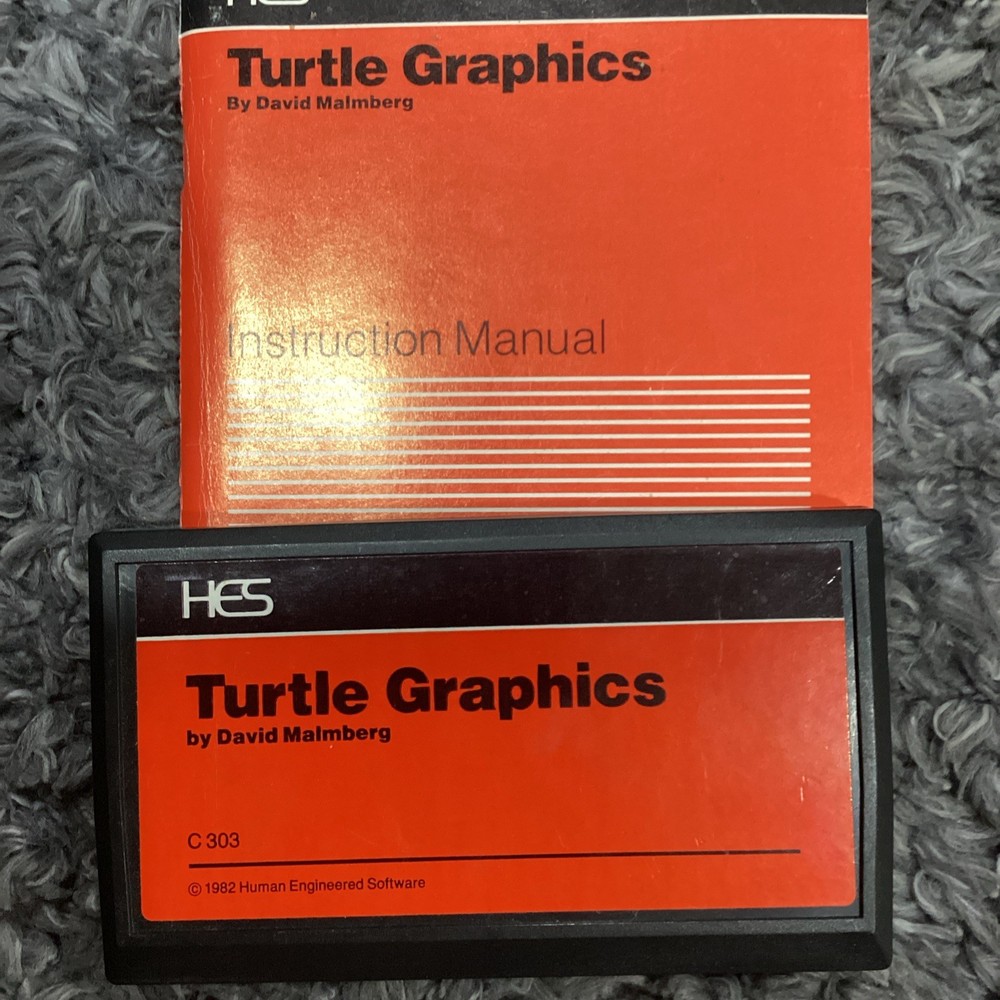 HES
Turtle Graphics
By David Malmberg
Instruction Manual
HES
Turtle Graphics
by David Malmberg
C 303
© 1982 Human Engineered Software